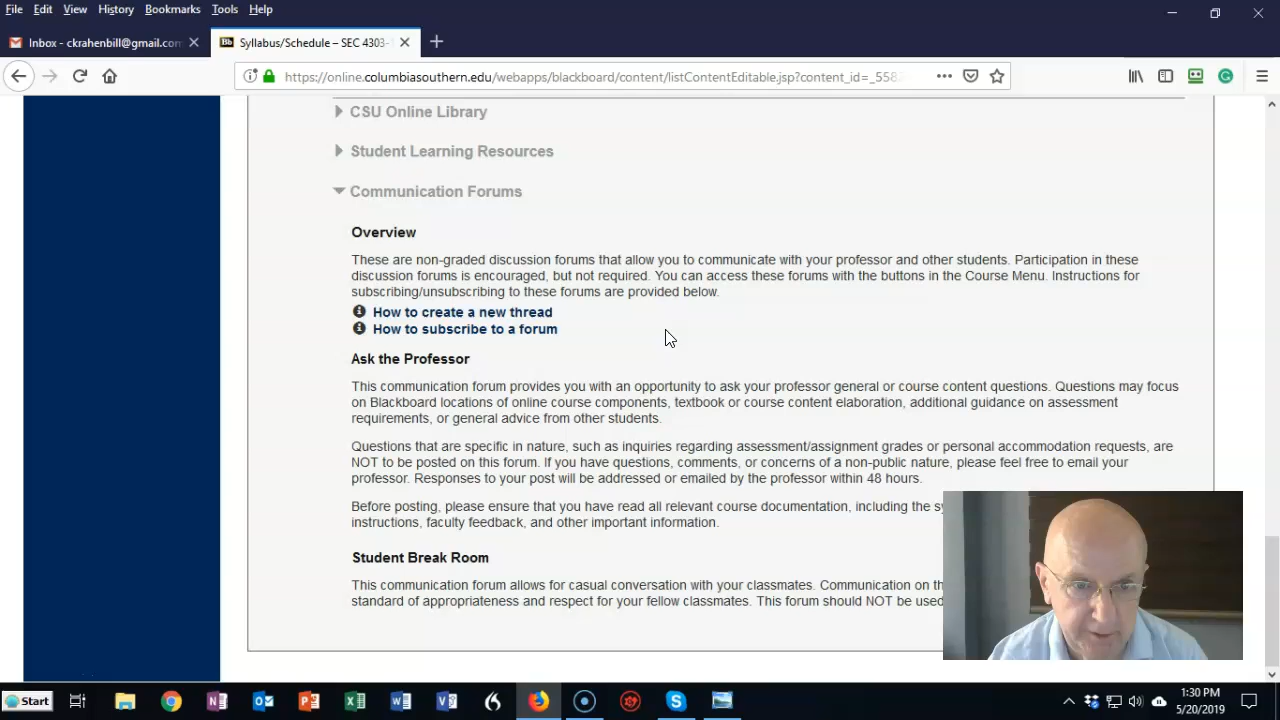 File Edit View History Bookmarks Tools Help
Inbox - ckrahenbill@gmail.com
Bb Syllabus/Schedule – SEC 4303-
https://online.columbiasouthern.edu/webapps/blackboard/content/listContentEditable.jsp?content_id=_558
CSU Online Library
Student Learning Resources
Communication Forums
Overview
These are non-graded discussion forums that allow you to communicate with your professor and other students. Participation in these
discussion forums is encouraged, but not required. You can access these forums with the buttons in the Course Menu. Instructions for
subscribing/unsubscribing to these forums are provided below.
How to create a new thread
How to subscribe to a forum
Ask the Professor
This communication forum provides you with an opportunity to ask your professor general or course content questions. Questions may focus
on Blackboard locations of online course components, textbook or course content elaboration, additional guidance on assessment
requirements, or general advice from other students.
Questions that are specific in nature, such as inquiries regarding assessment/assignment grades or personal accommodation requests, are
NOT to be posted on this forum. If you have questions, comments, or concerns of a non-public nature, please feel free to email your
professor. Responses to your post will be addressed or emailed by the professor within 48 hours.
Before posting, please ensure that you have read all relevant course documentation, including the sy
instructions, faculty feedback, and other important information.
Student Break Room
This communication forum allows for casual conversation with your classmates. Communication on th
standard of appropriateness and respect for your fellow classmates. This forum should NOT be used
Start
1:30 PM
5/20/2019